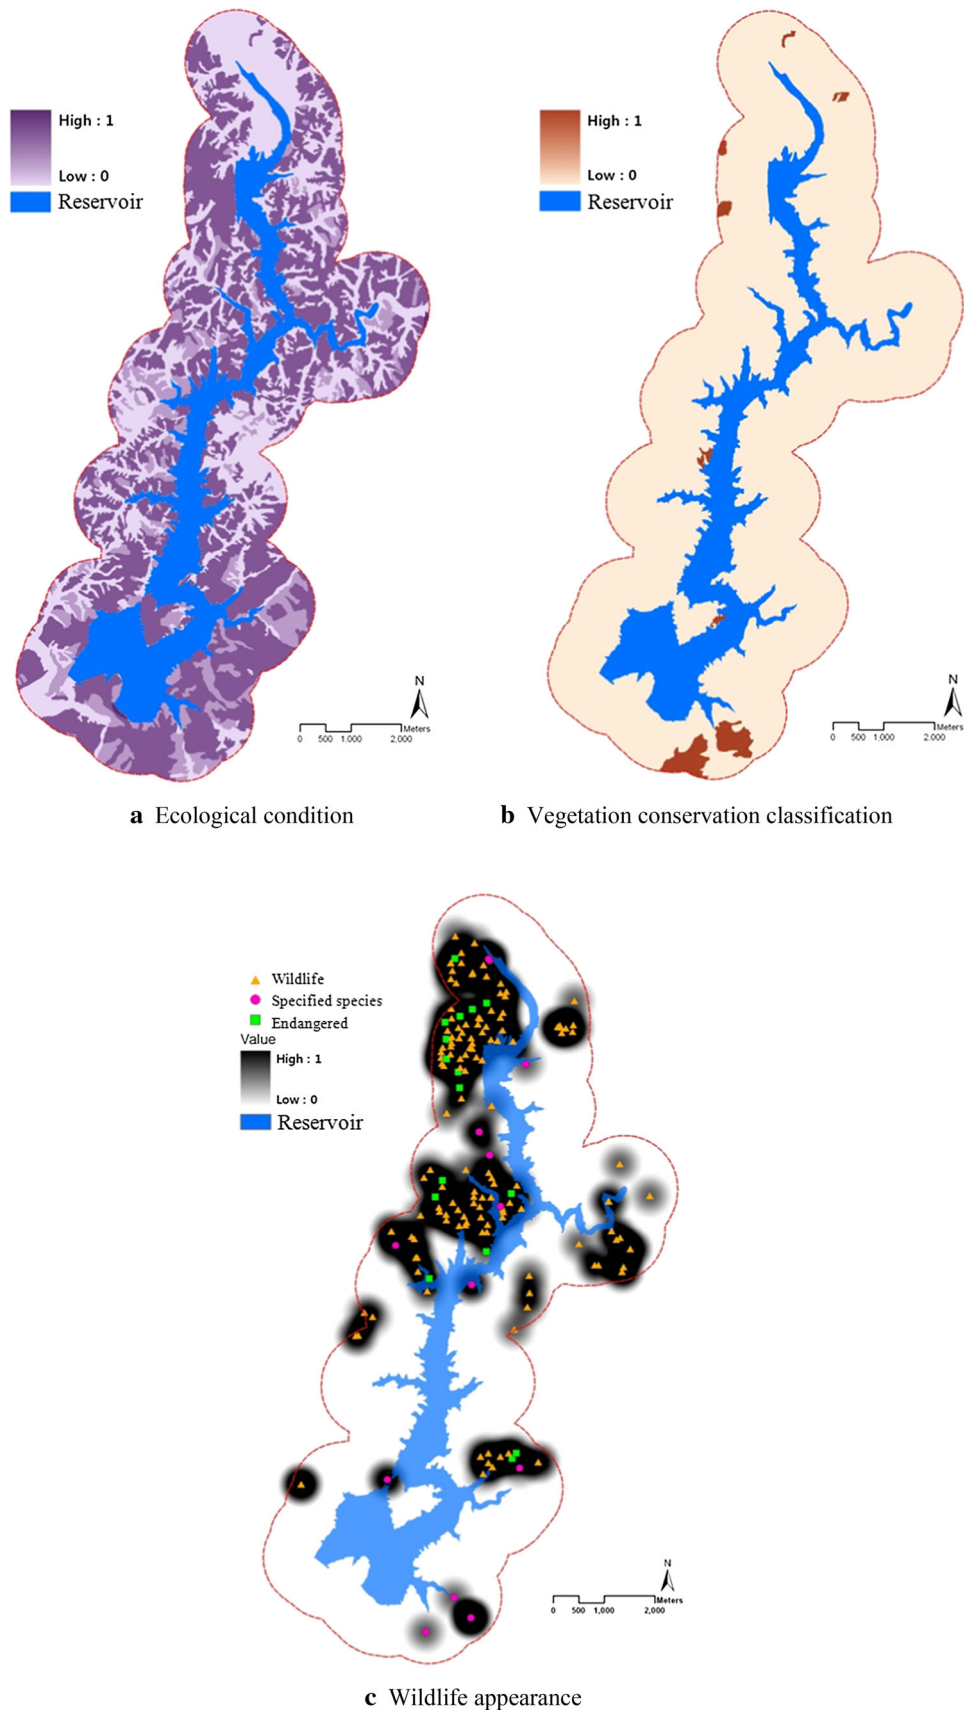 High : 1
Low : 0
Reservoir
N
Meters
0 500 1.000 2.000
a Ecological condition
High : 1
Low : 0
Reservoir
N
Meters
0 500 1.000 2.000
b Vegetation conservation classification
Wildlife
Specified species
Endangered
Value
High : 1
Low : 0
Reservoir
N
Meters
0 500 1,000 2,000
c Wildlife appearance